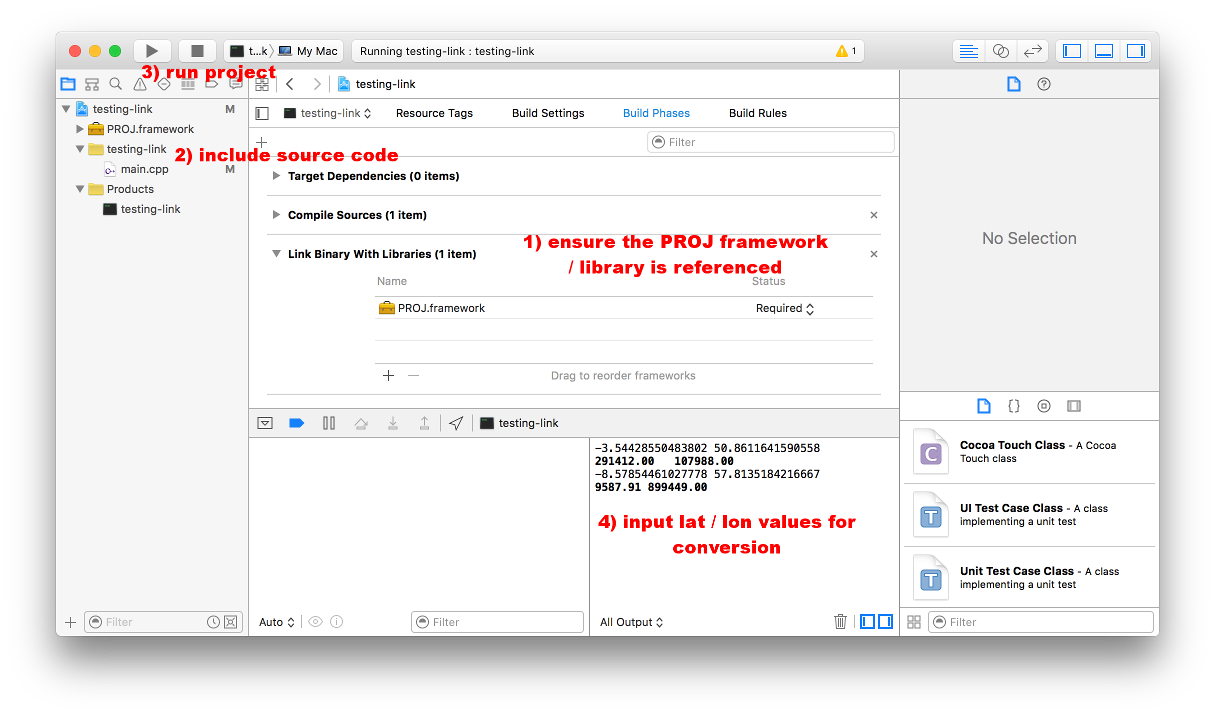 t...k
My Mac
Running testing-link : testing-link
1
3) run project
testing-link
testing-link
M
testing-link
Resource Tags
Build Settings
Build Phases
Build Rules
PROJ.framework
testing-link
2) include source code
main.cpp
M
Products
testing-link
Filter
Target Dependencies (0 items)
Compile Sources (1 item)
Link Binary With Libraries (1 item)
1) ensure the PROJ framework
/ library is referenced
Name
Status
PROJ.framework
Required
Drag to reorder frameworks
No Selection
testing-link
-3.54428550483802 50.8611641590558
291412.00 107988.00
-8.57854461027778 57.8135184216667
9587.91 899449.00
4) input lat / lon values for
conversion
C
Cocoa Touch Class - A Cocoa
Touch class
T
UI Test Case Class - A class
implementing a unit test
T
Unit Test Case Class - A class
implementing a unit test
Filter
Auto
Filter
All Output
Filter